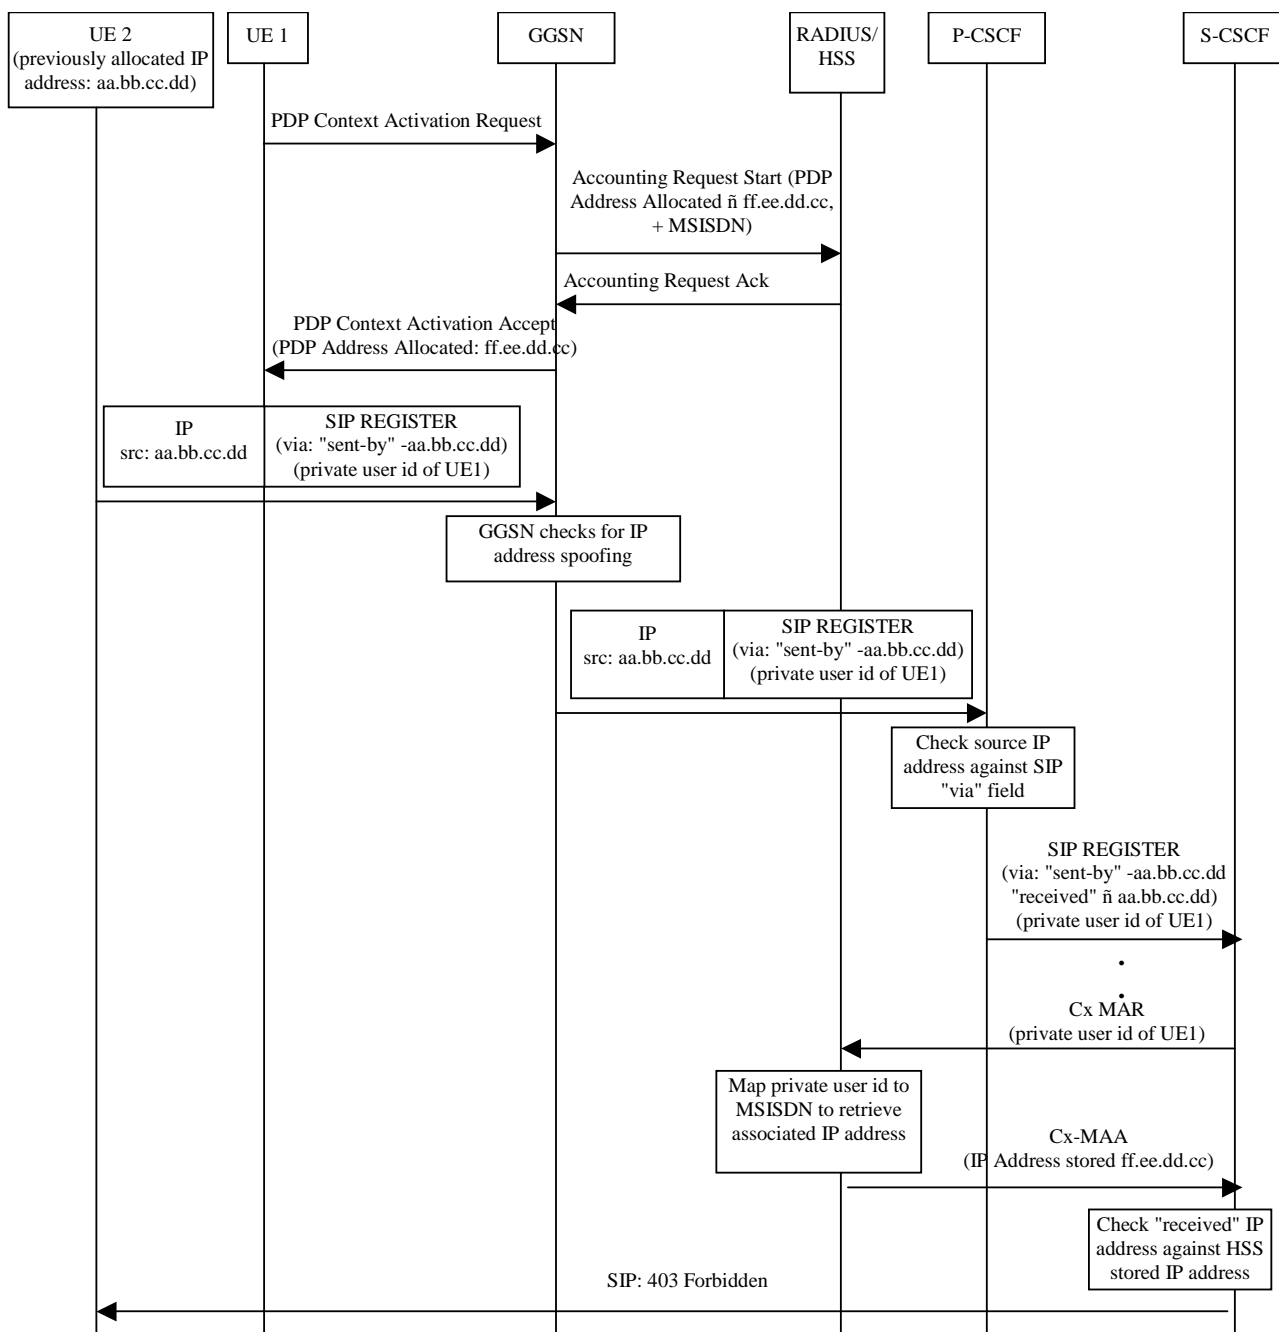 UE 2
(previously allocated IP
address: aa.bb.cc.dd)
UE 1
GGSN
RADIUS/
HSS
P-CSCF
S-CSCF
PDP Context Activation Request
Accounting Request Start (PDP
Address Allocated ñ ff.ee.dd.cc,
+ MSISDN)
Accounting Request Ack
PDP Context Activation Accept
(PDP Address Allocated: ff.ee.dd.cc)
IP
src: aa.bb.cc.dd
SIP REGISTER
(via: "sent-by" -aa.bb.cc.dd)
(private user id of UE1)
GGSN checks for IP
address spoofing
IP
src: aa.bb.cc.dd
SIP REGISTER
(via: "sent-by" -aa.bb.cc.dd)
(private user id of UE1)
Check source IP
address against SIP
"via" field
SIP REGISTER
(via: "sent-by" -aa.bb.cc.dd
"received" ñ aa.bb.cc.dd)
(private user id of UE1)
.
.
Cx MAR
(private user id of UE1)
Map private user id to
MSISDN to retrieve
associated IP address
Cx-MAA
(IP Address stored ff.ee.dd.cc)
Check "received" IP
address against HSS
stored IP address
SIP: 403 Forbidden